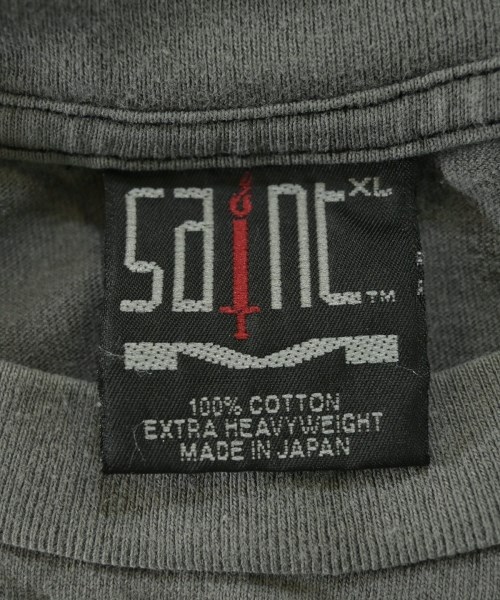 saint XL
TM
100% COTTON
EXTRA HEAVYWEIGHT
MADE IN JAPAN